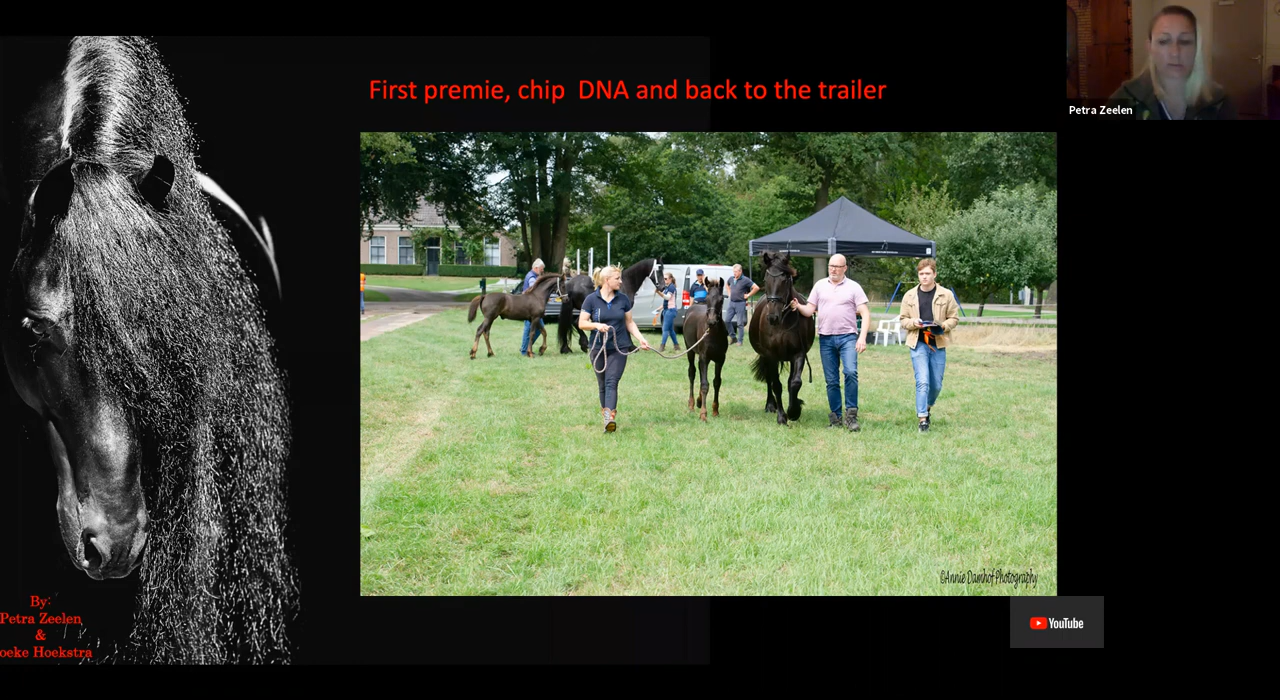 First premie, chip  DNA and back to the trailer
Petra Zeelen
©Annie Damhof Photography
By:
Petra Zeelen
&
oeke Hoekstra
YouTube